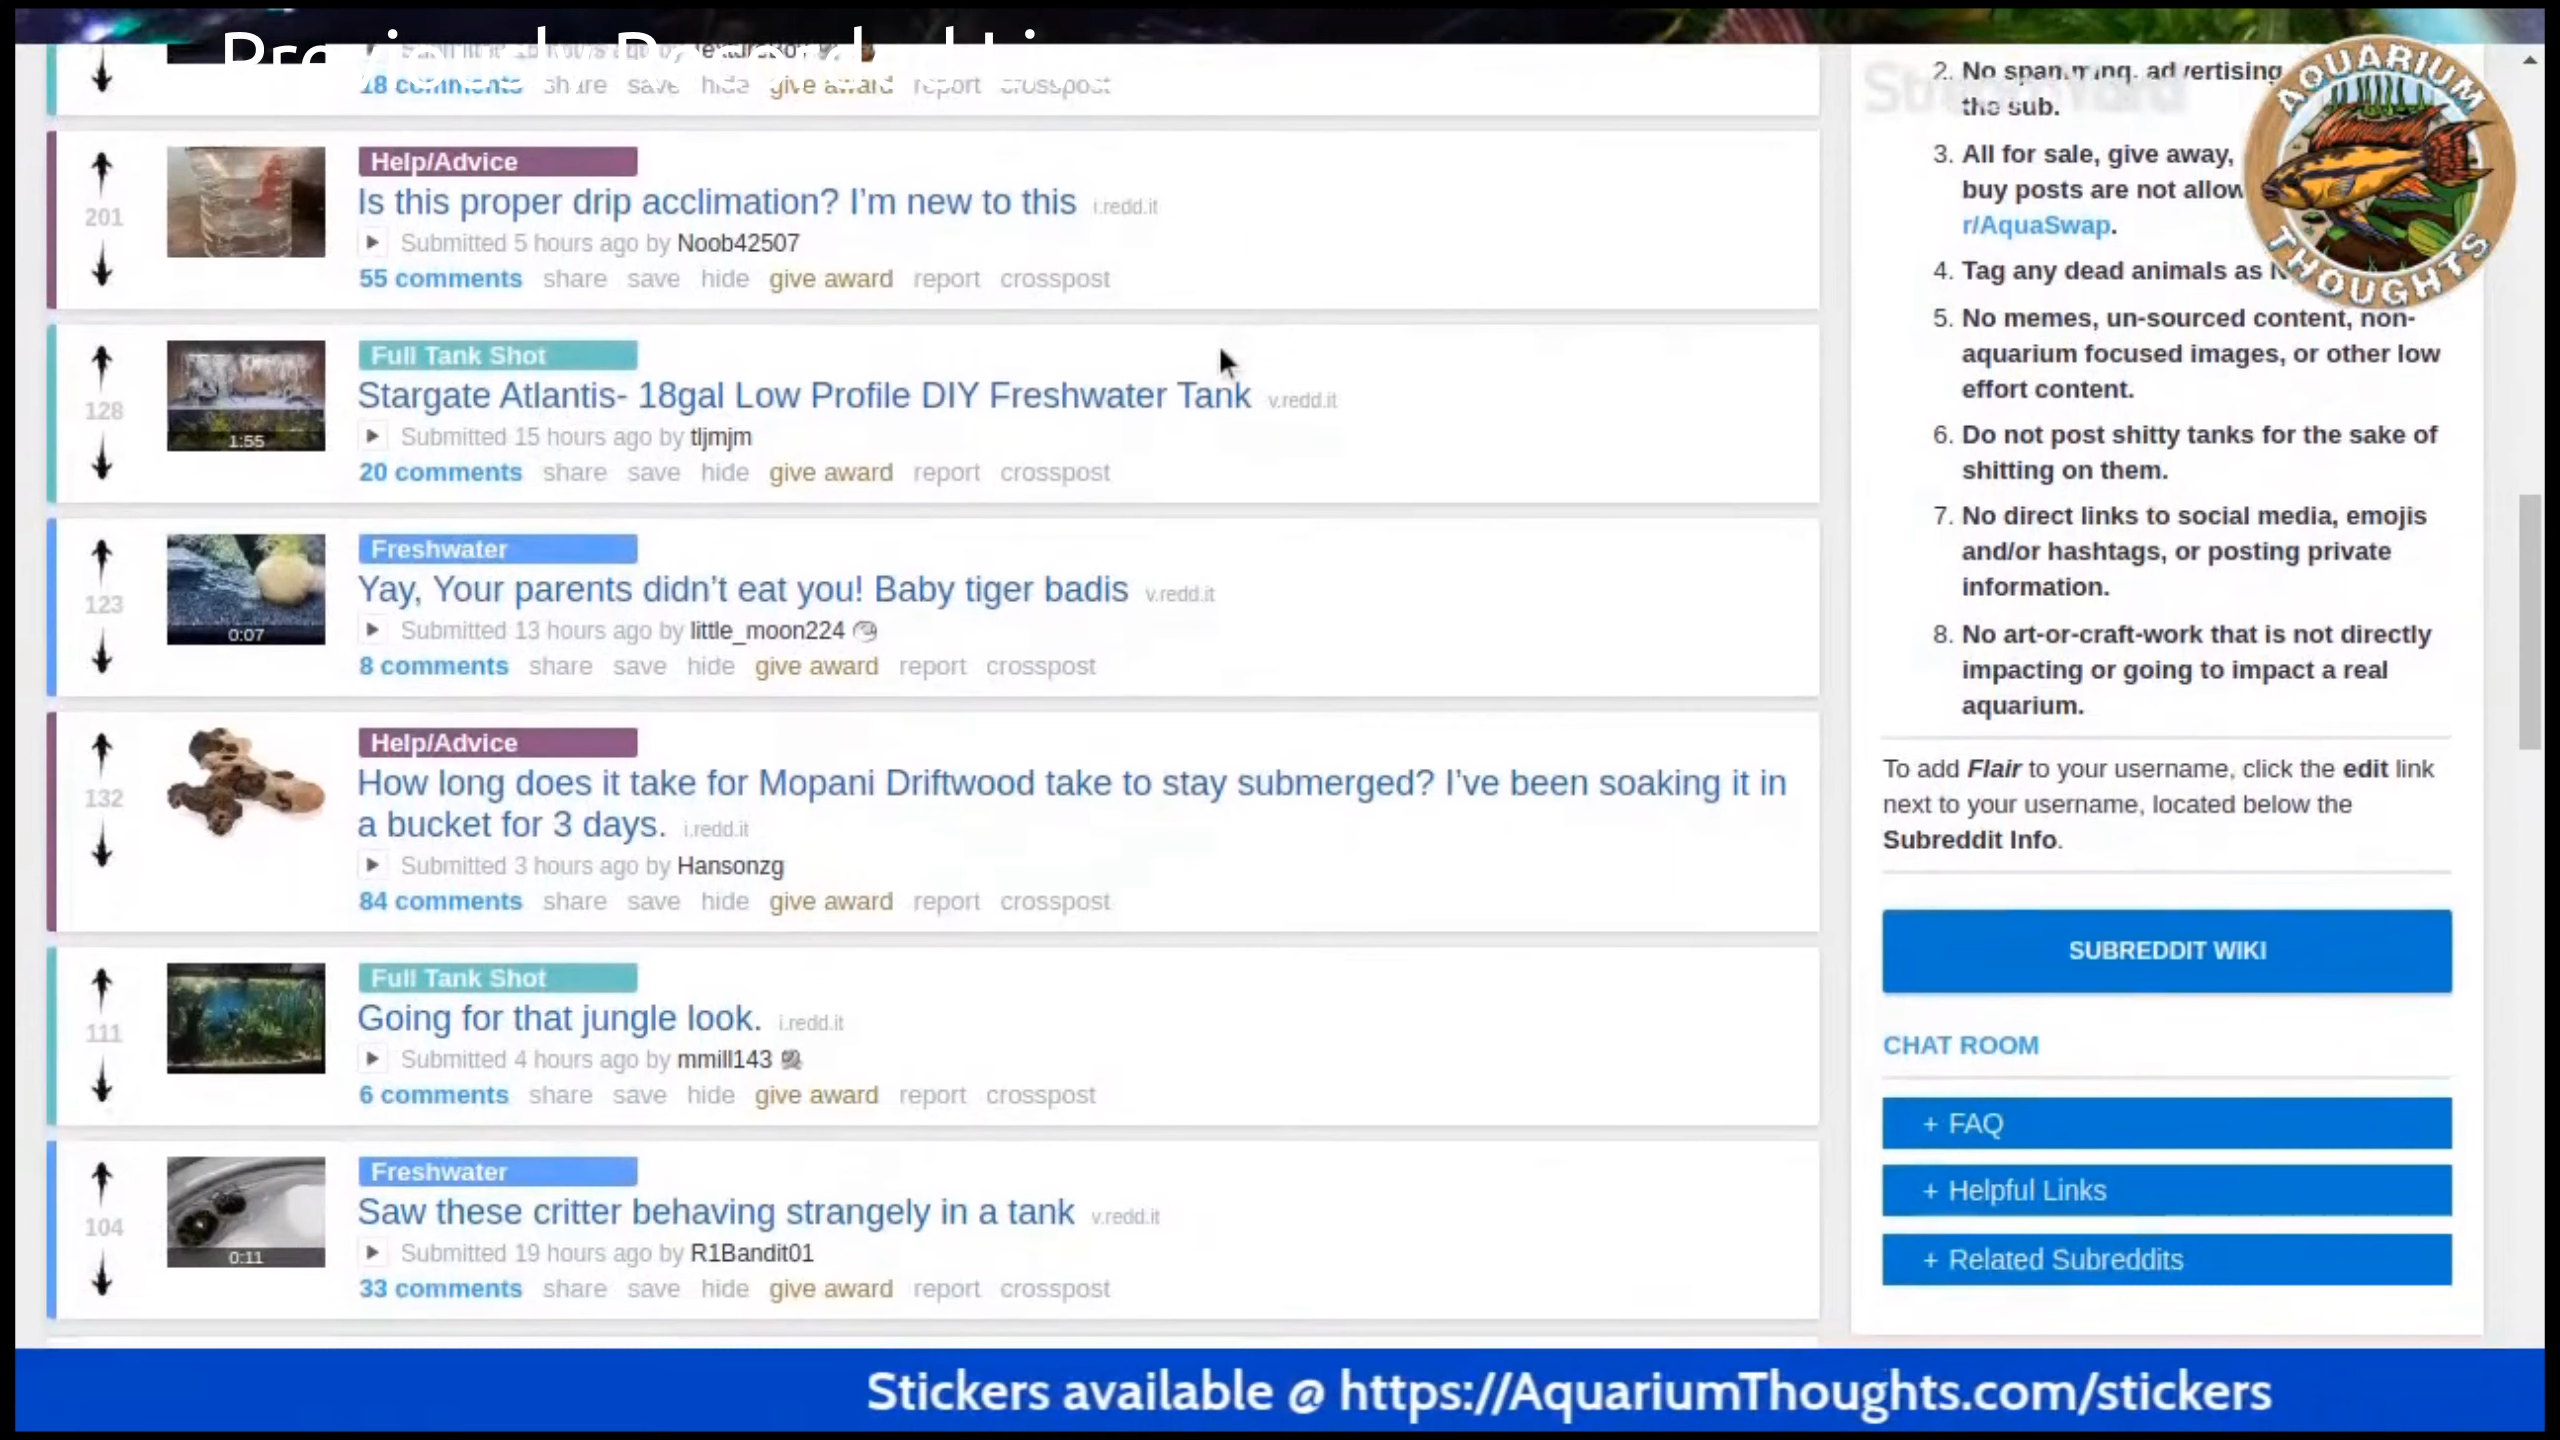 18 comments share save hide give award report crosspost
Help/Advice
Is this proper drip acclimation? I'm new to this i.redd.it
201
Submitted 5 hours ago by Noob42507
55 comments share save hide give award report crosspost
Full Tank Shot
Stargate Atlantis- 18gal Low Profile DIY Freshwater Tank v.redd.it
128
1:55
Submitted 15 hours ago by tljmjm
20 comments share save hide give award report crosspost
Freshwater
Yay, Your parents didn't eat you! Baby tiger badis v.redd.it
123
0:07
Submitted 13 hours ago by little_moon224
8 comments share save hide give award report crosspost
Help/Advice
How long does it take for Mopani Driftwood take to stay submerged? I've been soaking it in
132
a bucket for 3 days. i.redd.it
Submitted 3 hours ago by Hansonzg
84 comments share save hide give award report crosspost
Full Tank Shot
Going for that jungle look. i.redd.it
111
Submitted 4 hours ago by mmill143
6 comments share save hide give award report crosspost
Freshwater
Saw these critter behaving strangely in a tank v.redd.it
104
0:11
Submitted 19 hours ago by R1Bandit01
33 comments share save hide give award report crosspost
2. No spamming, advertising
the sub.
3. All for sale, give away,
buy posts are not
r/AquaSwap.
4. Tag any dead animals as
5. No memes, un-sourced content, non-
aquarium focused images, or other low
effort content.
6. Do not post shitty tanks for the sake of
shitting on them.
7. No direct links to social media, emojis
and/or hashtags, or posting private
information.
8. No art-or-craft-work that is not directly
impacting or going to impact a real
aquarium.
To add Flair to your username, click the edit link
next to your username, located below the
Subreddit Info.
SUBREDDIT WIKI
CHAT ROOM
+ FAQ
+ Helpful Links
+ Related Subreddits
AQUARIUM
THOUGHTS
Stickers available @ https://AquariumThoughts.com/stickers